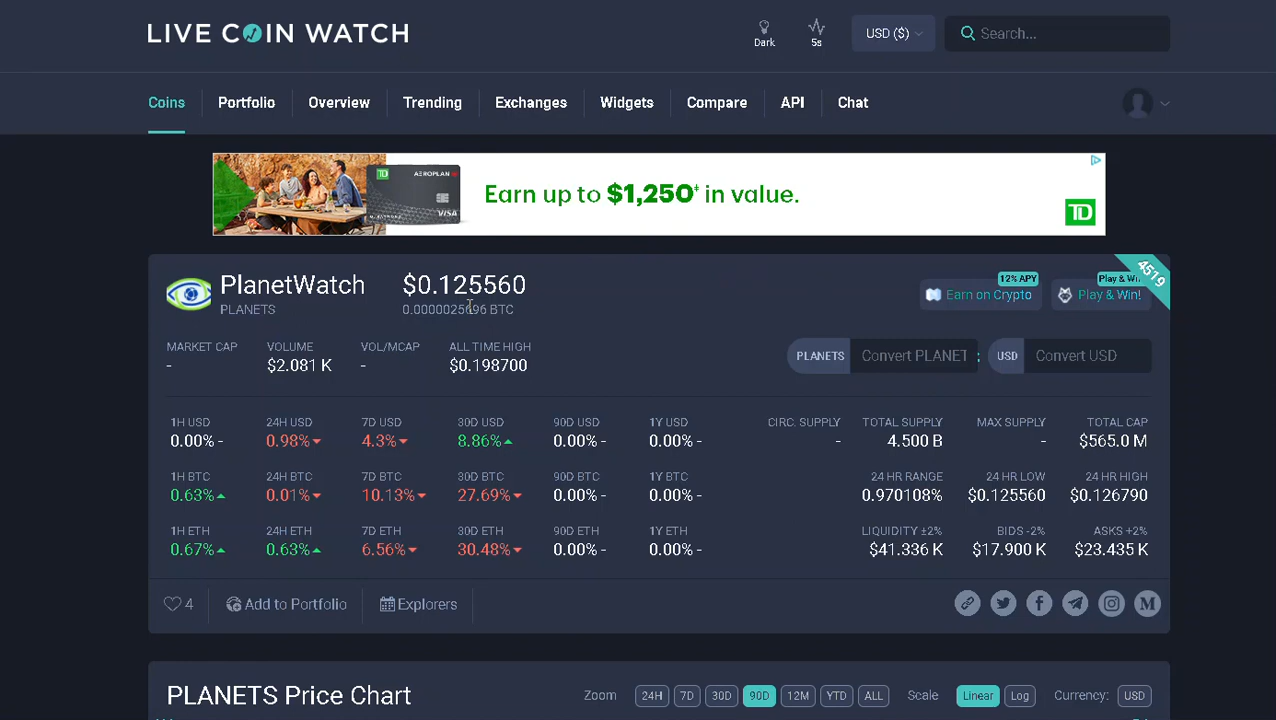 LIVE COIN WATCH
Dark
5s
USD ($)
Search...
Coins
Portfolio
Overview
Trending
Exchanges
Widgets
Compare
API
Chat
TD
AEROPLAN
VISA
Earn up to $1,250‡ in value.
TD
PlanetWatch
$0.125560
PLANETS
BTC
12% APY
Earn on Crypto
Play & Win!
Play & Win!
4519
MARKET CAP
VOLUME
VOL/MCAP
ALL TIME HIGH
-
$2.081 K
-
$0.198700
PLANETS
Convert PLANET
USD
Convert USD
1H USD
24H USD
7D USD
30D USD
90D USD
1Y USD
CIRC. SUPPLY
TOTAL SUPPLY
MAX SUPPLY
TOTAL CAP
0.00% -
0.98%
4.3%
8.86%
0.00% -
0.00% -
-
4.500 B
-
$565.0 M
1H BTC
24H BTC
7D BTC
30D BTC
90D BTC
1Y BTC
24 HR RANGE
24 HR LOW
24 HR HIGH
0.63%
0.01%
10.13%
27.69%
0.00% -
0.00% -
0.970108%
$0.125560
$0.126790
1H ETH
24H ETH
7D ETH
30D ETH
90D ETH
1Y ETH
LIQUIDITY ±2%
BIDS -2%
ASKS +2%
0.67%
0.63%
6.56%
30.48%
0.00% -
0.00% -
$41.336 K
$17.900 K
$23.435 K
4
Add to Portfolio
Explorers
PLANETS Price Chart
Zoom
24H
7D
30D
90D
12M
YTD
ALL
Scale
Linear
Log
Currency:
USD